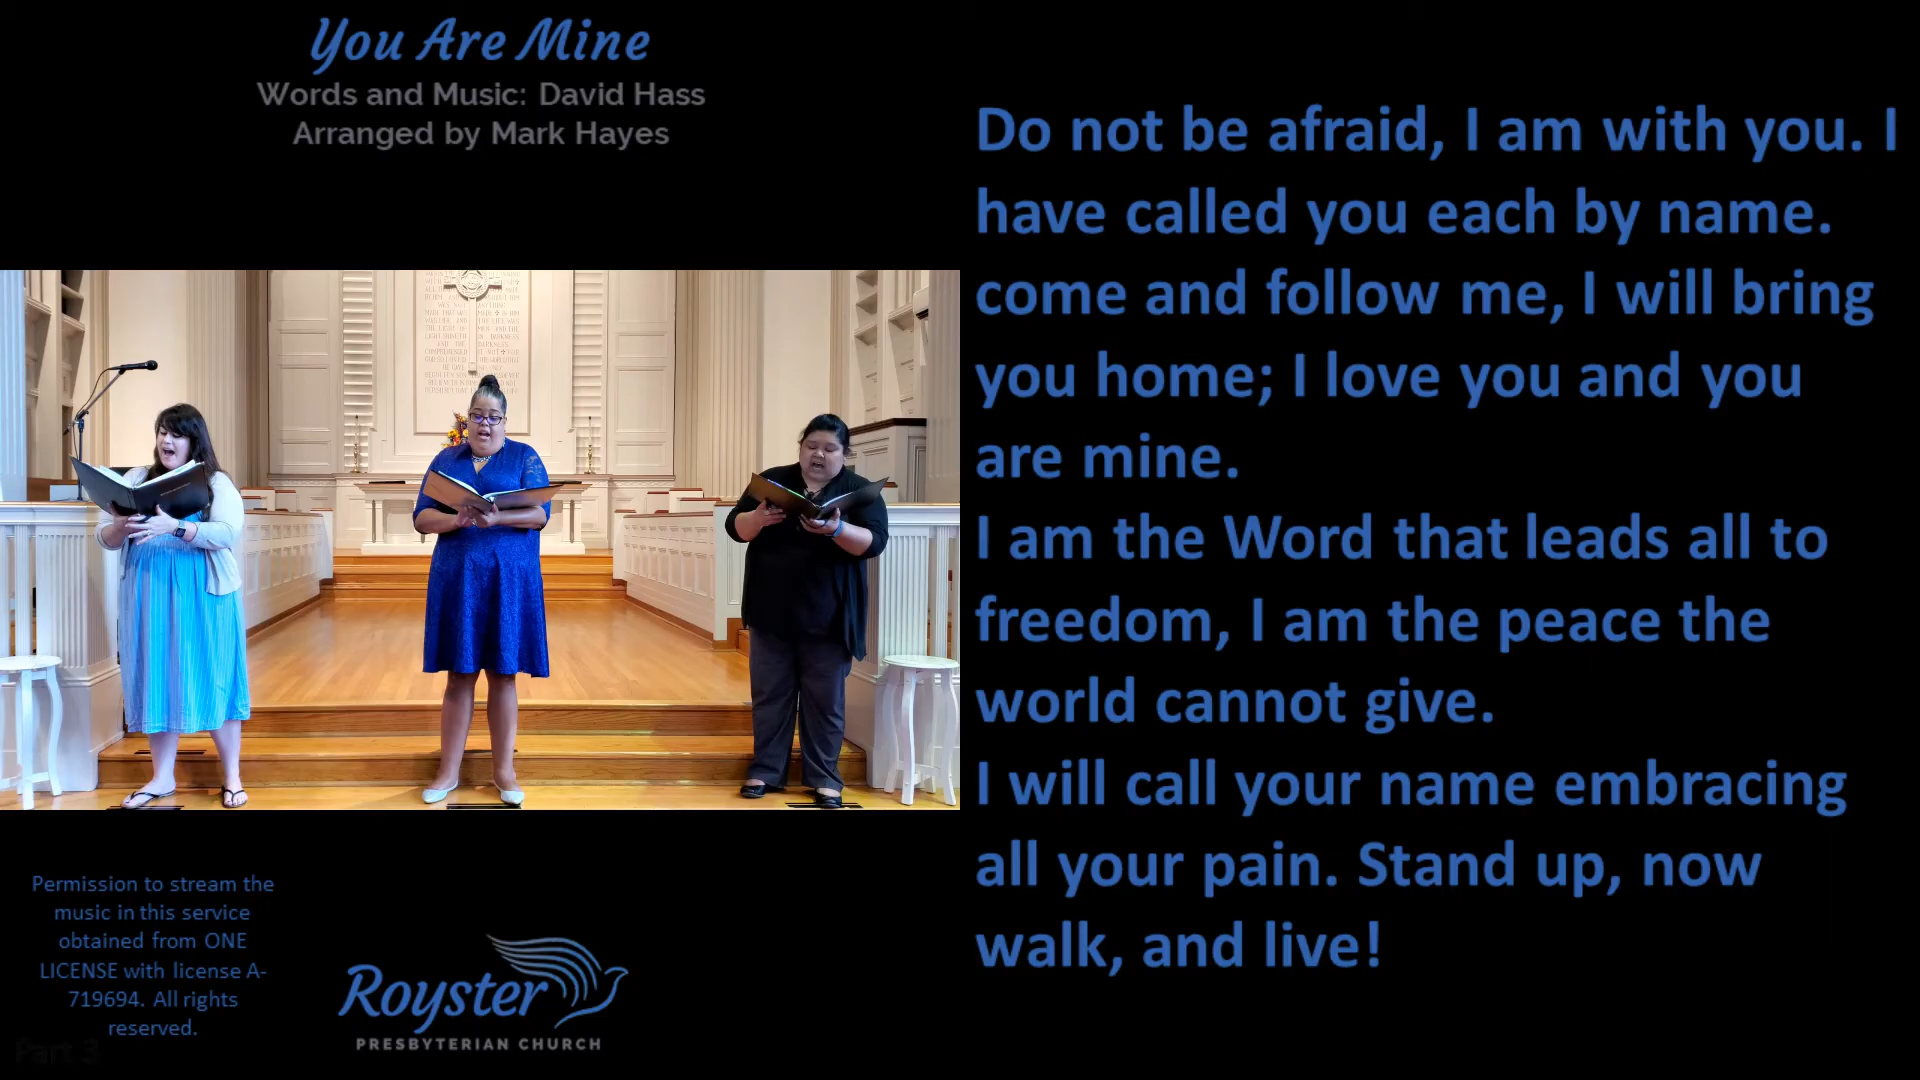 You Are Mine
Words and Music: David Hass
Arranged by Mark Hayes
Do not be afraid, I am with you. I
have called you each by name.
come and follow me, I will bring
you home; I love you and you
are mine.
I am the Word that leads all to
freedom, I am the peace the
world cannot give.
I will call your name embracing
all your pain. Stand up, now
walk, and live!
Permission to stream the
music in this service
obtained from ONE
LICENSE with license A-
719694. All rights
reserved.
Royster
PRESBYTERIAN CHURCH
Part 3